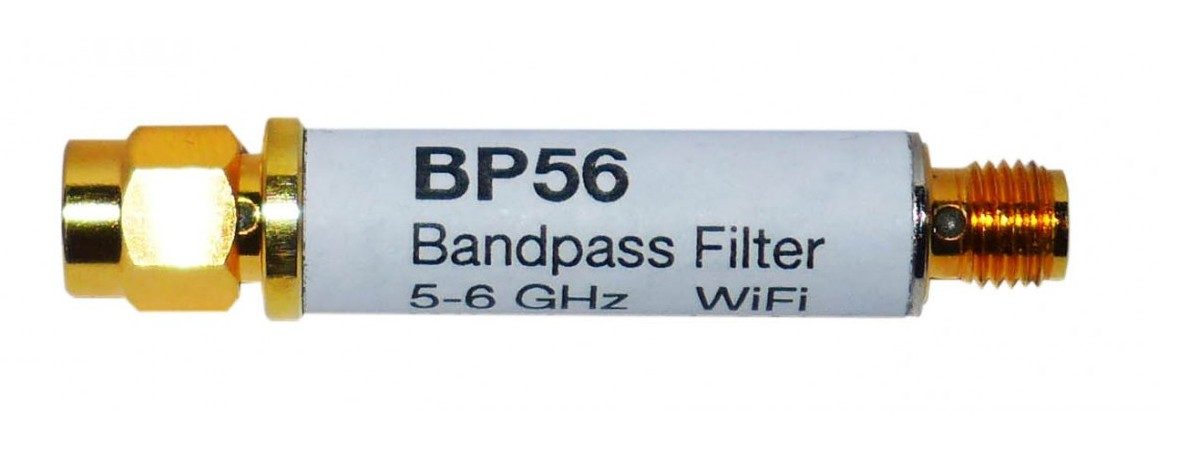 BP56
Bandpass Filter
5-6 GHz WiFi